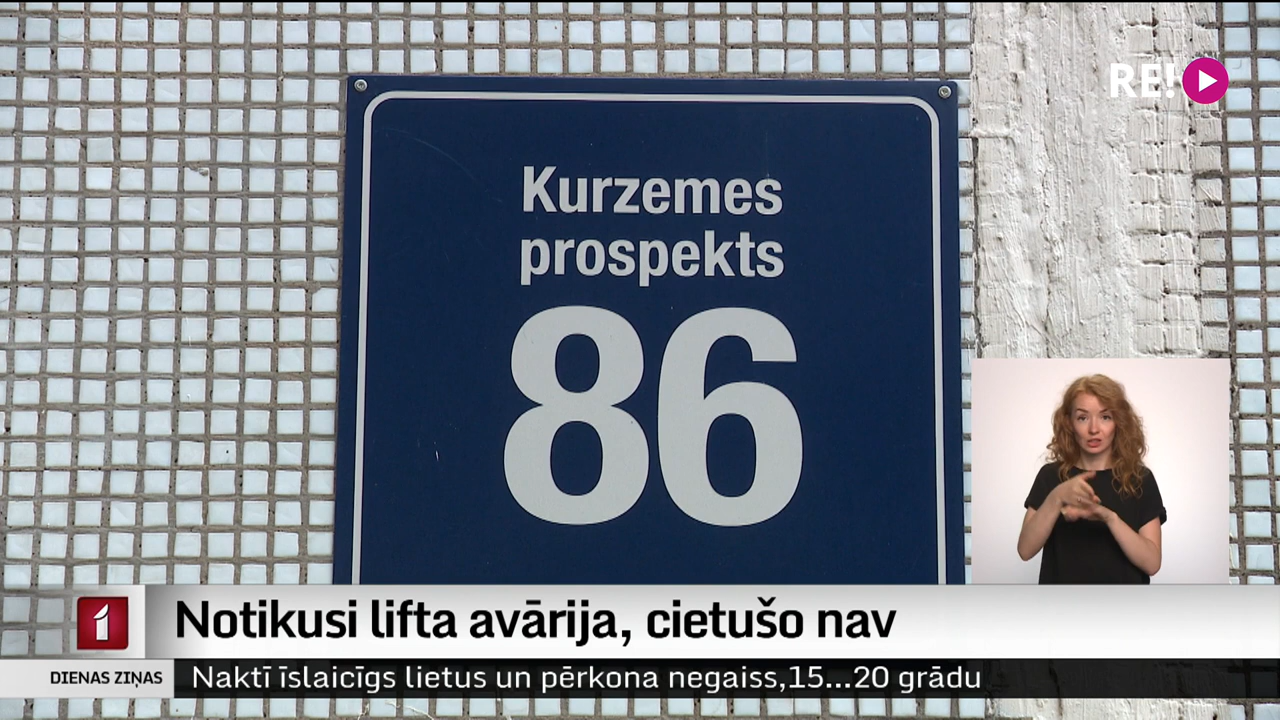 RE!
Kurzemes
prospekts
86
1
Notikusi lifta avārija, cietušo nav
DIENAS ZIŅAS
Naktī īslaicīgs lietus un pērkona negaiss,15...20 grādu